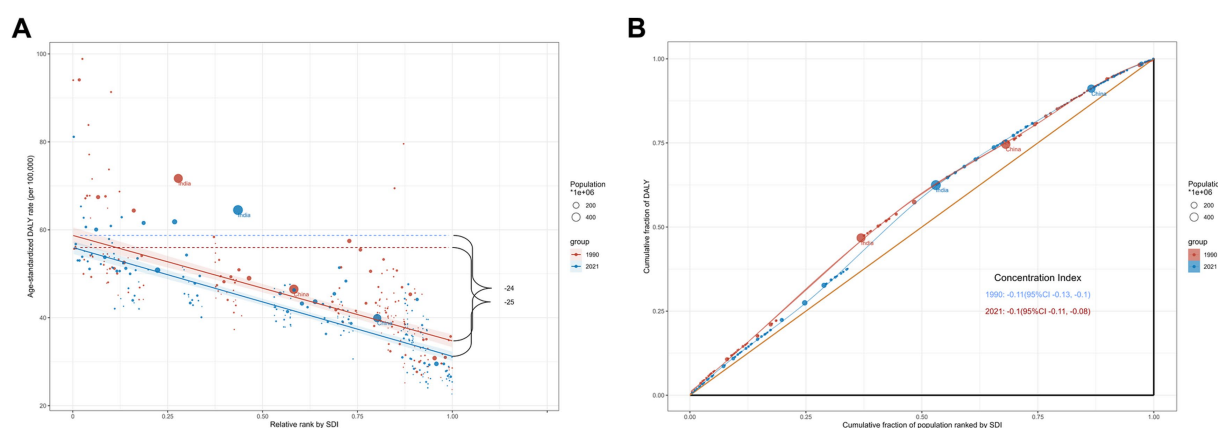 A
100
80
60
40
20
Age-standardized DALY rate (per 100,000)
0
0.25
0.50
0.75
1.00
Relative rank by SDI
India
India
China
China
-24
-25
Population
*1e+06
200
400
group
1990
2021
B
1.00
0.75
0.50
0.25
0.00
Cumulative fraction of DALY
0.00
0.25
0.50
0.75
1.00
Cumulative fraction of population ranked by SDI
China
China
India
India
Concentration Index
1990: -0.11(95%CI -0.13, -0.1)
2021: -0.1(95%CI -0.11, -0.08)
Population
*1e+06
200
400
group
1990
2021